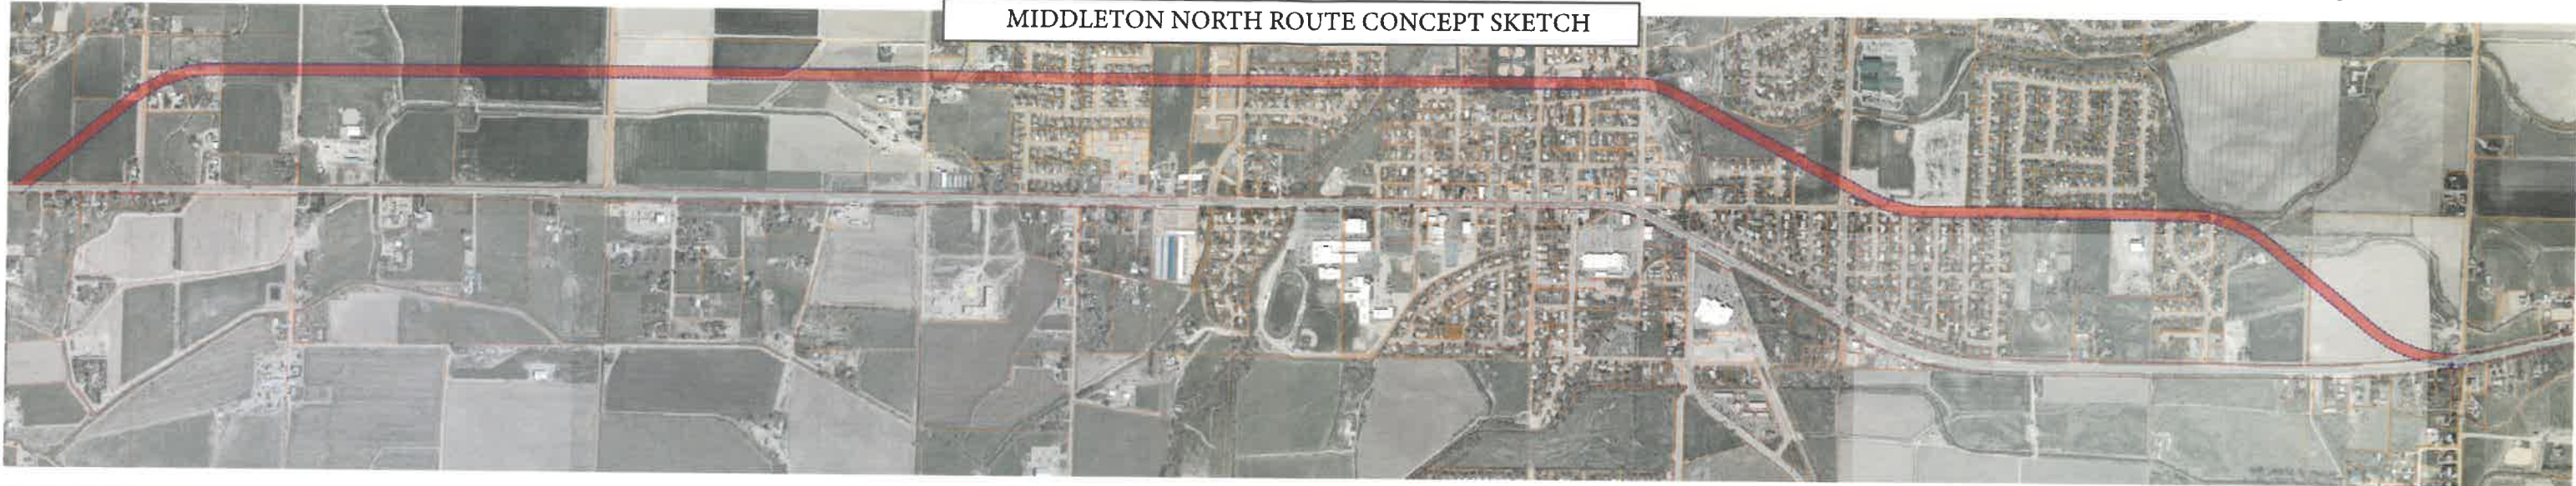 MIDDLETON NORTH ROUTE CONCEPT SKETCH